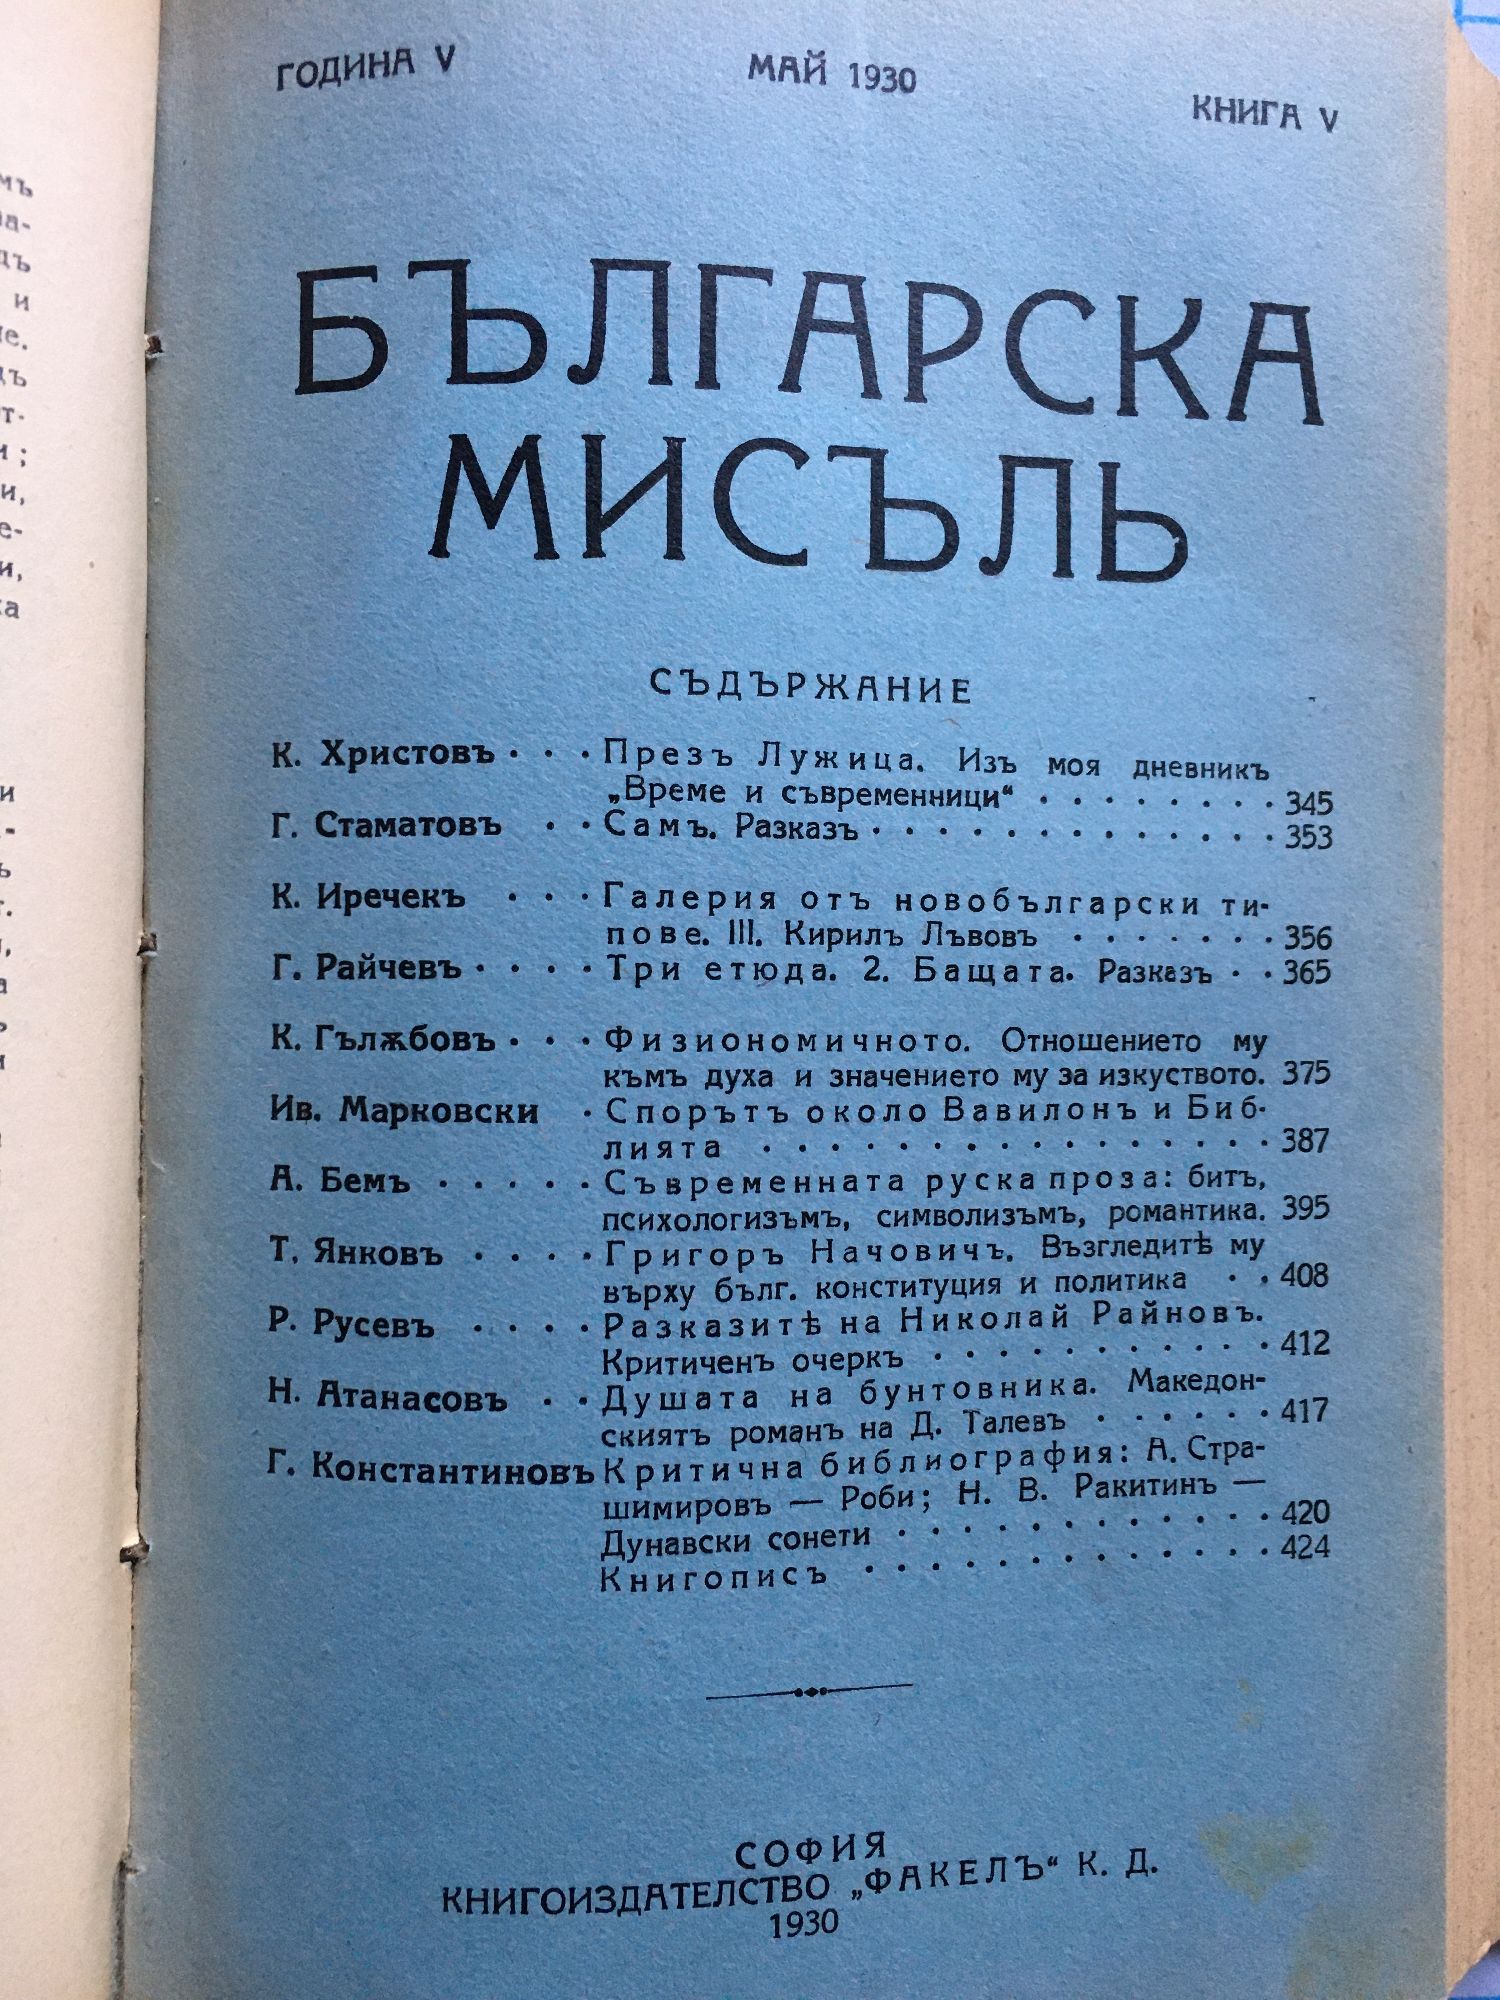 ГОДИНА V МАЙ 1930 КНИГА V
БЪЛГАРСКА
МИСЪЛЬ
СЪДЪРЖАНИЕ
К. Христовъ · · · Презъ Лужица. Изъ моя дневникъ
„Време и съвременници“ · · · · · · · · 345
Г. Стаматовъ · · Самъ. Разказъ · · · · · · · · · · · · 353
К. Иречекъ · · · Галерия отъ новобългарски ти-
пове. III. Кирилъ Лъвовъ · · · · · · · 356
Г. Райчевъ · · · · Три етюда. 2. Бащата. Разказъ · · 365
К. Гълѫбовъ · · · Физиономичното. Отношението му
къмъ духа и значението му за изкуството. 375
Ив. Марковски · Спорътъ около Вавилонъ и Биб-
лията · · · · · · · · · · · · · · · 387
А. Бемъ · · · · · Съвременната руска проза: битъ,
психологизъмъ, символизъмъ, романтика. 395
Т. Янковъ · · · · Григоръ Начовичъ. Възгледитѣ му
върху бълг. конституция и политика · · 408
Р. Русевъ · · · · Разказитѣ на Николай Райновъ.
Критиченъ очеркъ · · · · · · · · · · 412
Н. Атанасовъ · · Душата на бунтовника. Македон-
скиятъ романъ на Д. Талевъ · · · · · · 417
Г. Константиновъ Критична библиография: А. Стра-
шимировъ — Роби; Н. В. Ракитинъ —
Дунавски сонети · · · · · · · · · · · 420
Книгописъ · · · · · · · · · · · · 424
СОФИЯ
КНИГОИЗДАТЕЛСТВО „ФАКЕЛЪ“ К. Д.
1930